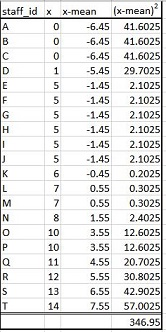 staff_id x x-mean (x-mean)²
A 0 -6.45 41.6025
B 0 -6.45 41.6025
C 0 -6.45 41.6025
D 1 -5.45 29.7025
E 5 -1.45 2.1025
F 5 -1.45 2.1025
G 5 -1.45 2.1025
H 5 -1.45 2.1025
I 5 -1.45 2.1025
J 5 -1.45 2.1025
K 6 -0.45 0.2025
L 7 0.55 0.3025
M 7 0.55 0.3025
N 8 1.55 2.4025
O 10 3.55 12.6025
P 10 3.55 12.6025
Q 11 4.55 20.7025
R 12 5.55 30.8025
S 13 6.55 42.9025
T 14 7.55 57.0025
346.95